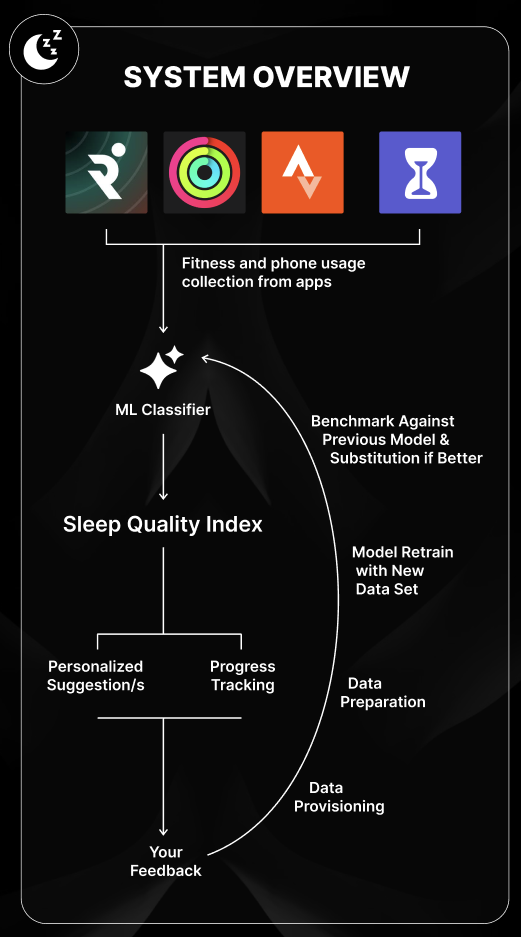 z z z z
SYSTEM OVERVIEW
Fitness and phone usage
collection from apps
ML Classifier
Benchmark Against
Previous Model &
Substitution if Better
Sleep Quality Index
Model Retrain
with New
Data Set
Personalized
Suggestion/s
Progress
Tracking
Data
Preparation
Data
Provisioning
Your
Feedback